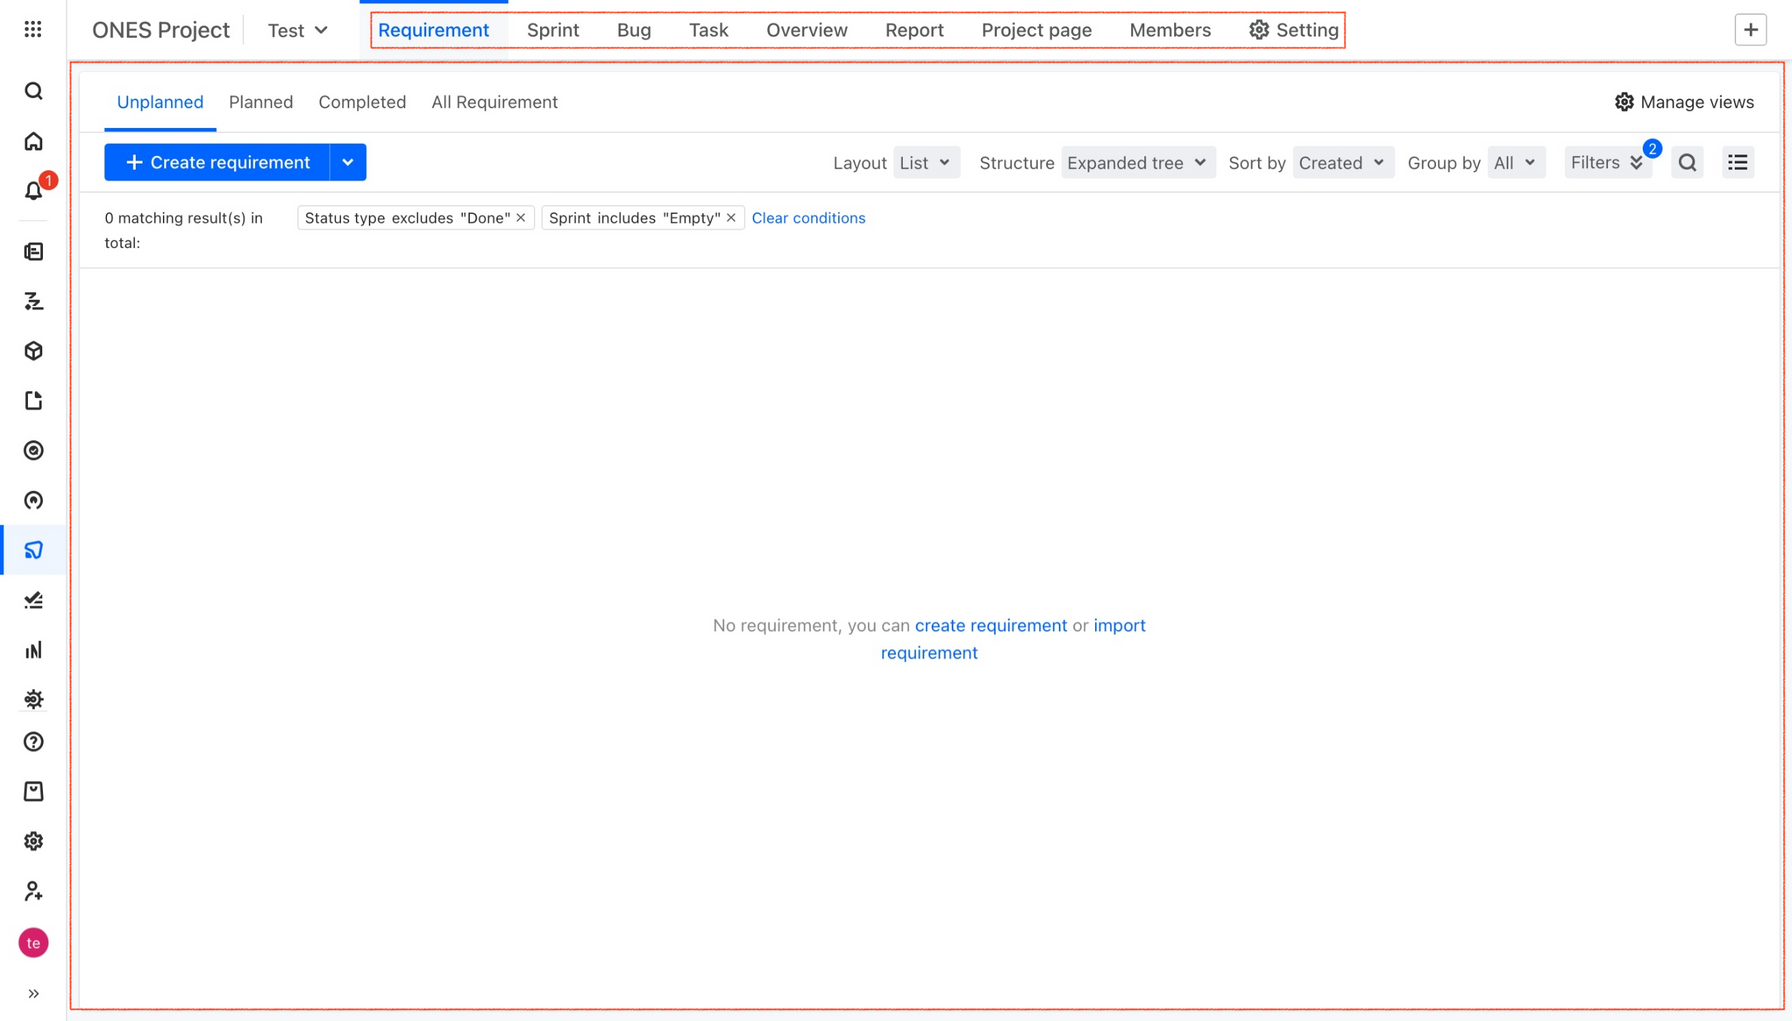 ONES Project Test Requirement Sprint Bug Task Overview Report Project page Members Setting
1
Unplanned Planned Completed All Requirement Manage views
Create requirement Layout List Structure Expanded tree Sort by Created Group by All Filters 2
0 matching result(s) in total: Status type excludes "Done" Sprint includes "Empty" Clear conditions
No requirement, you can create requirement or import
requirement
te